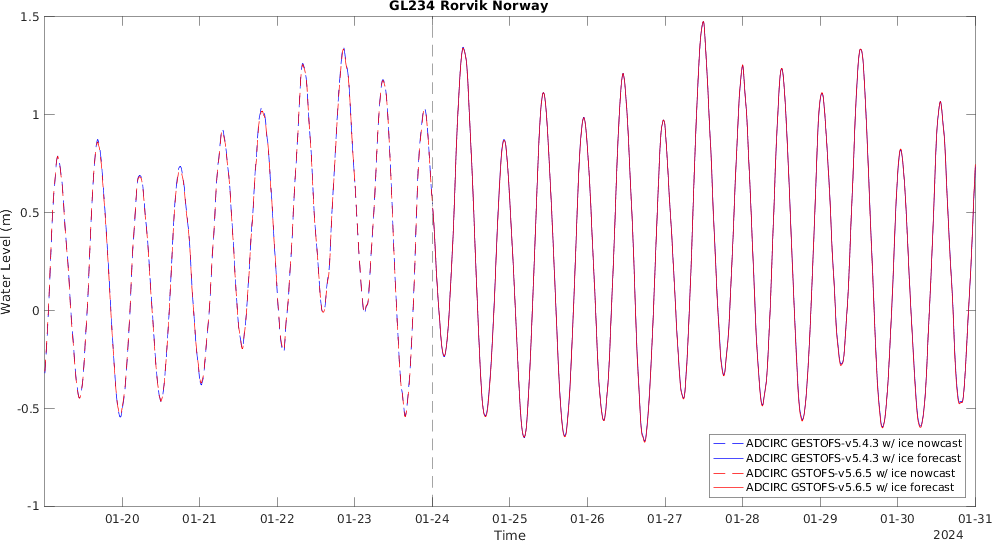 GL234 Rorvik Norway
Water Level (m)
1.5
1
0.5
0
-0.5
-1
01-20 01-21 01-22 01-23 01-24 01-25 01-26 01-27 01-28 01-29 01-30 01-31
Time
2024
ADCIRC GESTOFS-v5.4.3 w/ ice nowcast
ADCIRC GESTOFS-v5.4.3 w/ ice forecast
ADCIRC GSTOFS-v5.6.5 w/ ice nowcast
ADCIRC GSTOFS-v5.6.5 w/ ice forecast